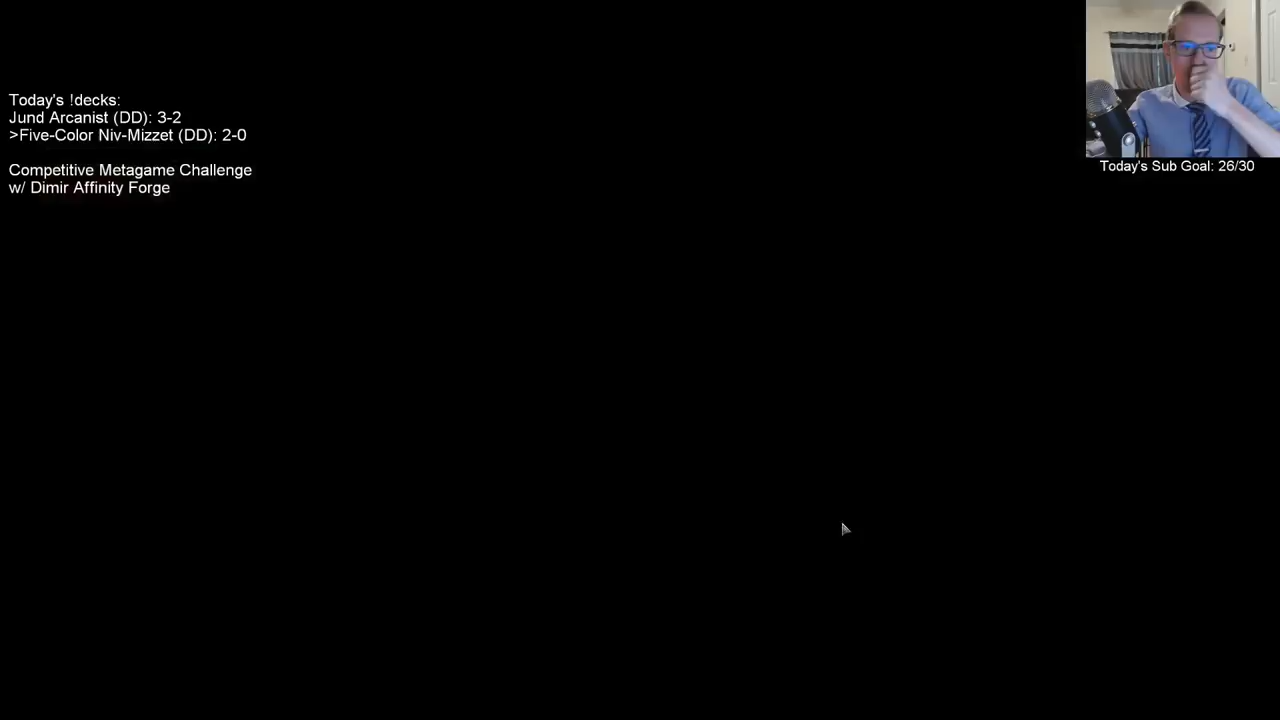 Today's !decks:
Jund Arcanist (DD): 3-2
>Five-Color Niv-Mizzet (DD): 2-0
Competitive Metagame Challenge
w/ Dimir Affinity Forge
Today's Sub Goal: 26/30